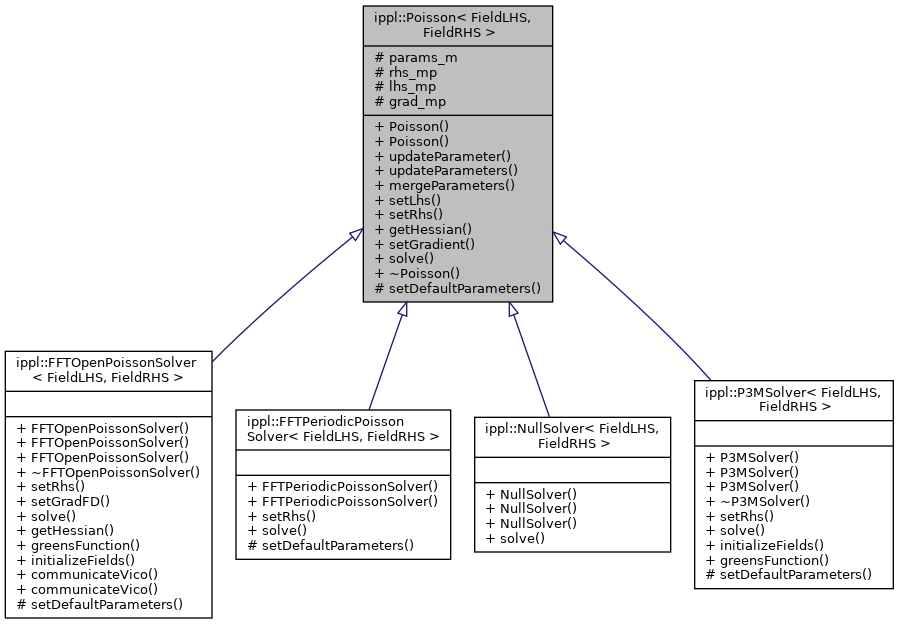 ippl::Poisson< FieldLHS,
FieldRHS >
# params_m
# rhs_mp
# lhs_mp
# grad_mp
+ Poisson()
+ Poisson()
+ updateParameter()
+ updateParameters()
+ mergeParameters()
+ setLhs()
+ setRhs()
+ getHessian()
+ setGradient()
+ solve()
+ ~Poisson()
# setDefaultParameters()
ippl::FFTOpenPoissonSolver
< FieldLHS, FieldRHS >
+ FFTOpenPoissonSolver()
+ FFTOpenPoissonSolver()
+ FFTOpenPoissonSolver()
+ ~FFTOpenPoissonSolver()
+ setRhs()
+ setGradFD()
+ solve()
+ getHessian()
+ greensFunction()
+ initializeFields()
+ communicateVico()
+ communicateVico()
# setDefaultParameters()
ippl::FFTPeriodicPoisson
Solver< FieldLHS, FieldRHS >
+ FFTPeriodicPoissonSolver()
+ FFTPeriodicPoissonSolver()
+ setRhs()
+ solve()
# setDefaultParameters()
ippl::NullSolver< FieldLHS,
FieldRHS >
+ NullSolver()
+ NullSolver()
+ NullSolver()
+ solve()
ippl::P3MSolver< FieldLHS,
FieldRHS >
+ P3MSolver()
+ P3MSolver()
+ P3MSolver()
+ ~P3MSolver()
+ setRhs()
+ solve()
+ initializeFields()
+ greensFunction()
# setDefaultParameters()